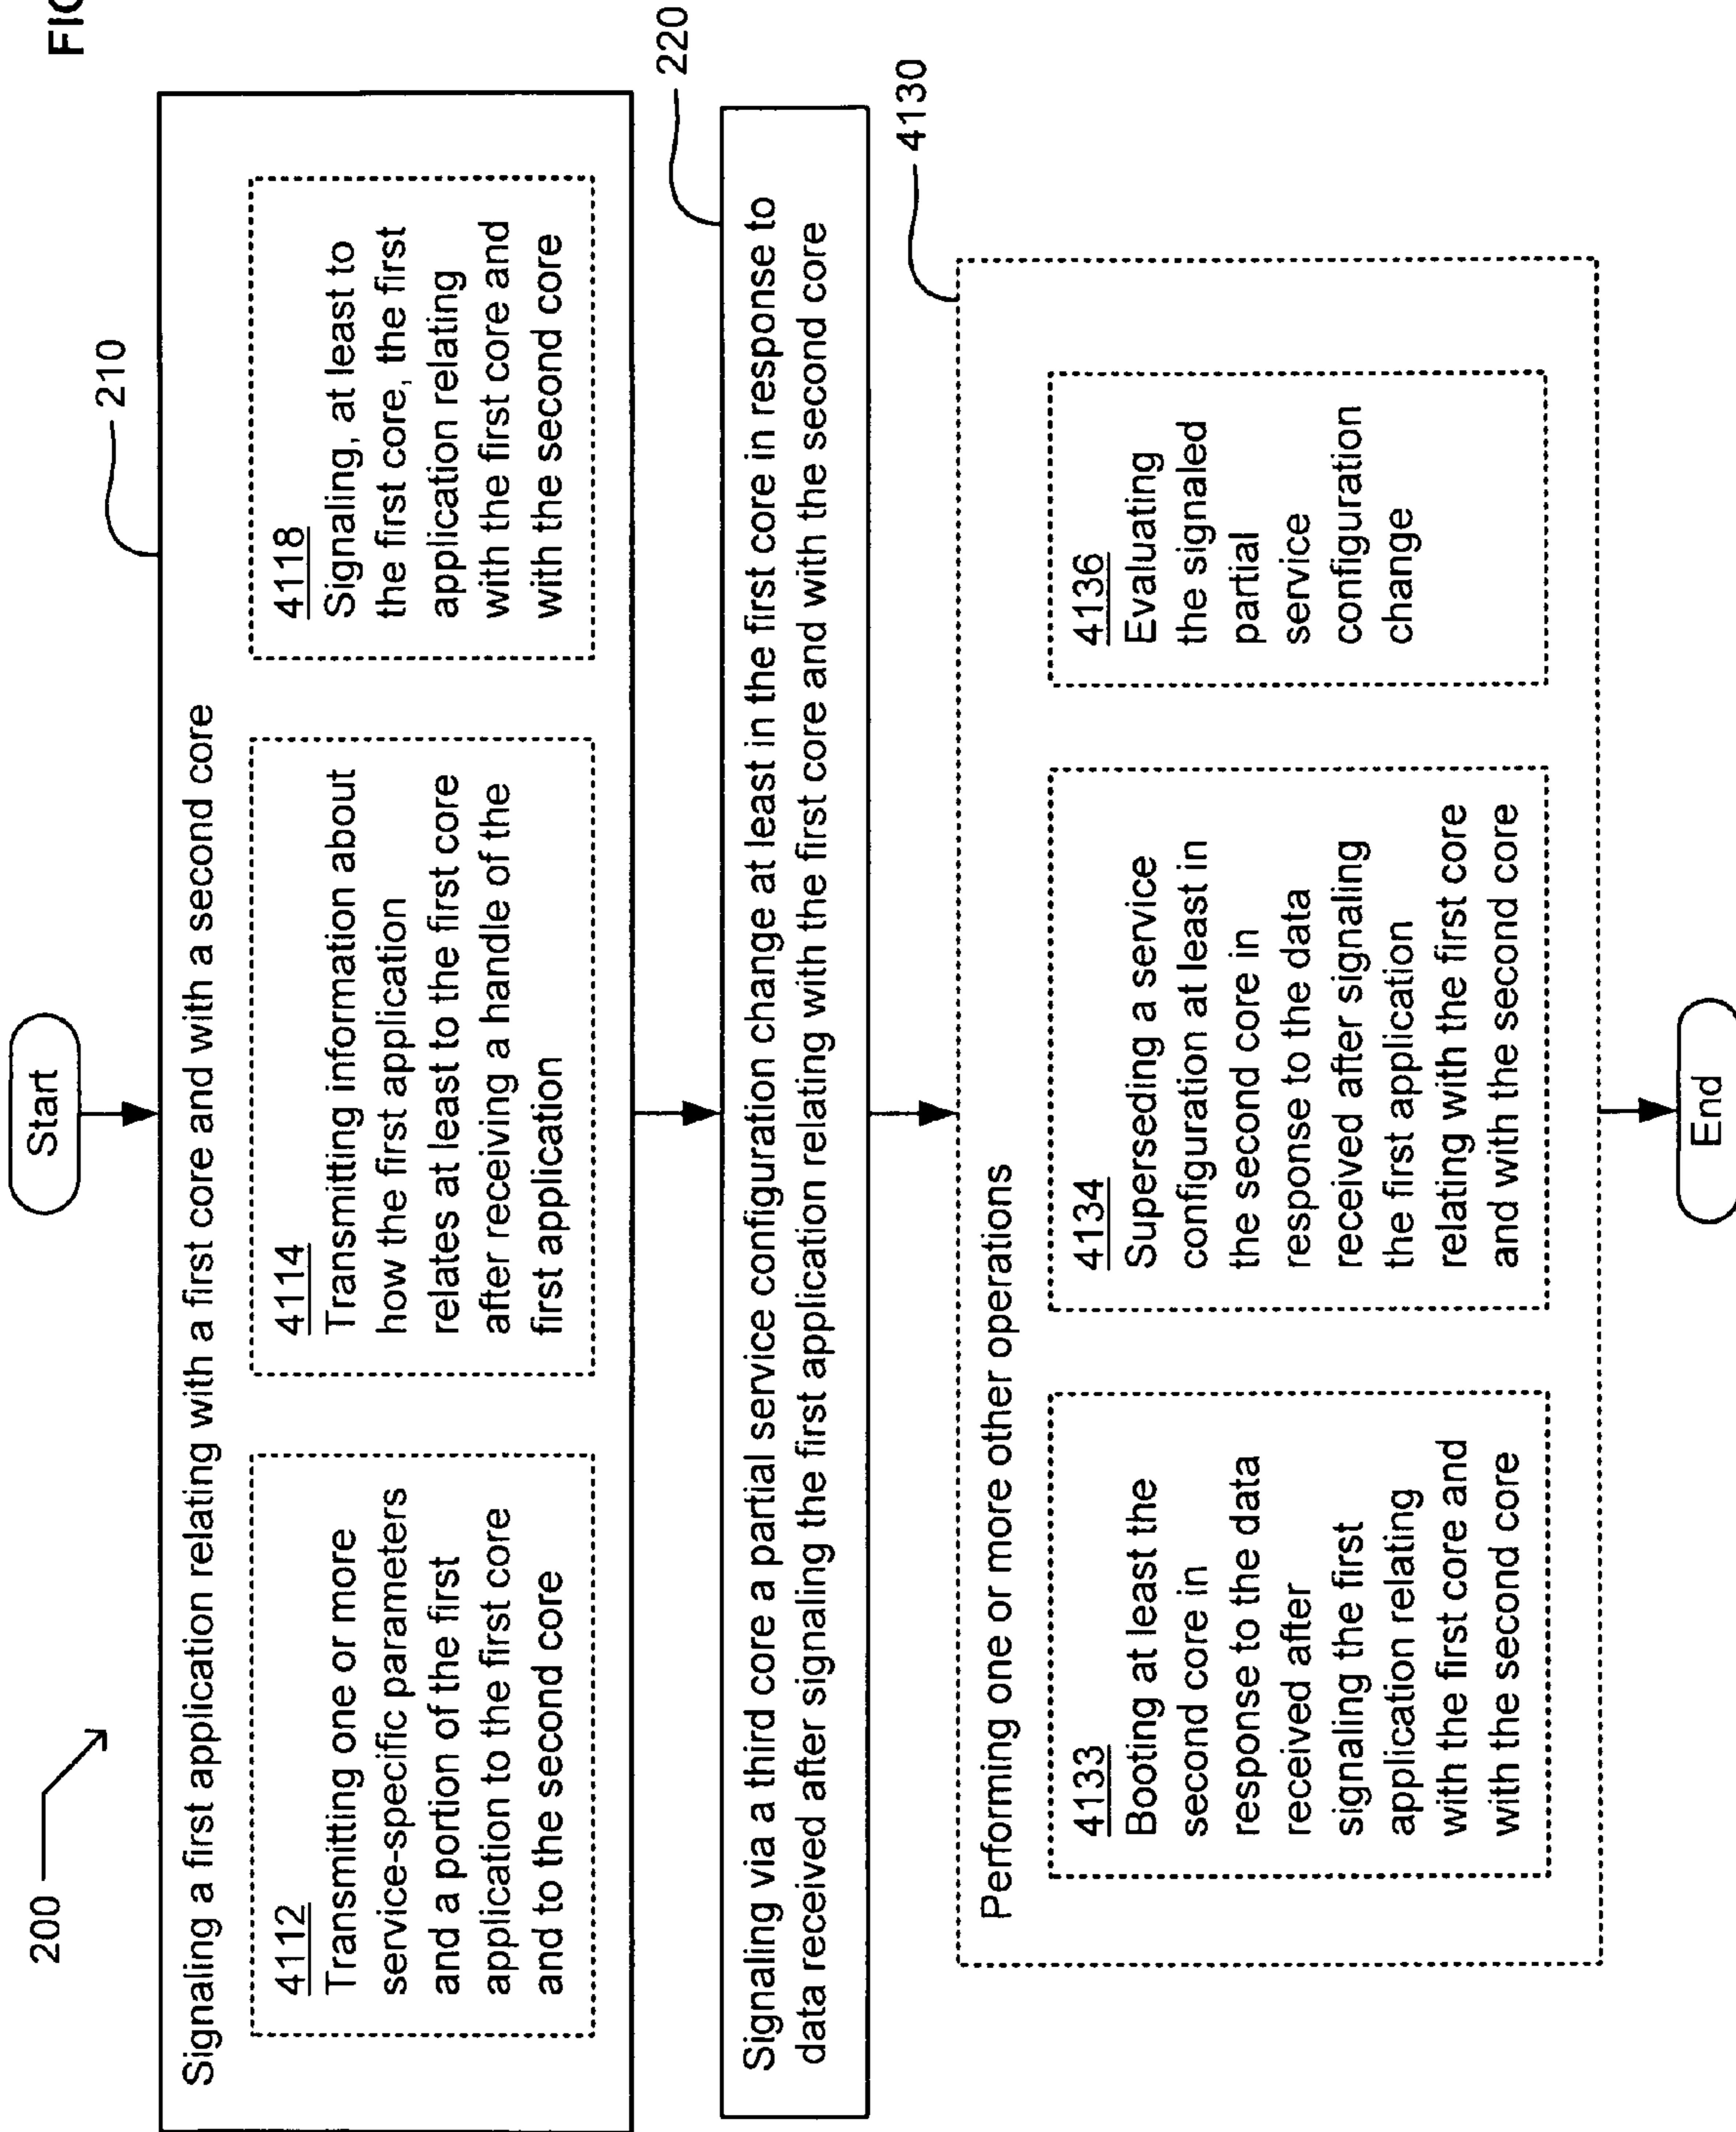 FIG
200
Start
210
Signaling a first application relating with a first core and with a second core
4112
Transmitting one or more
service-specific parameters
and a portion of the first
application to the first core
and to the second core
4114
Transmitting information about
how the first application
relates at least to the first core
after receiving a handle of the
first application
4118
Signaling, at least to
the first core, the first
application relating
with the first core and
with the second core
220
Signaling via a third core a partial service configuration change at least in the first core in response to
data received after signaling the first application relating with the first core and with the second core
4130
Performing one or more other operations
4133
Booting at least the
second core in
response to the data
received after
signaling the first
application relating
with the first core and
with the second core
4134
Superseding a service
configuration at least in
the second core in
response to the data
received after signaling
the first application
relating with the first core
and with the second core
4136
Evaluating
the signaled
partial
service
configuration
change
End